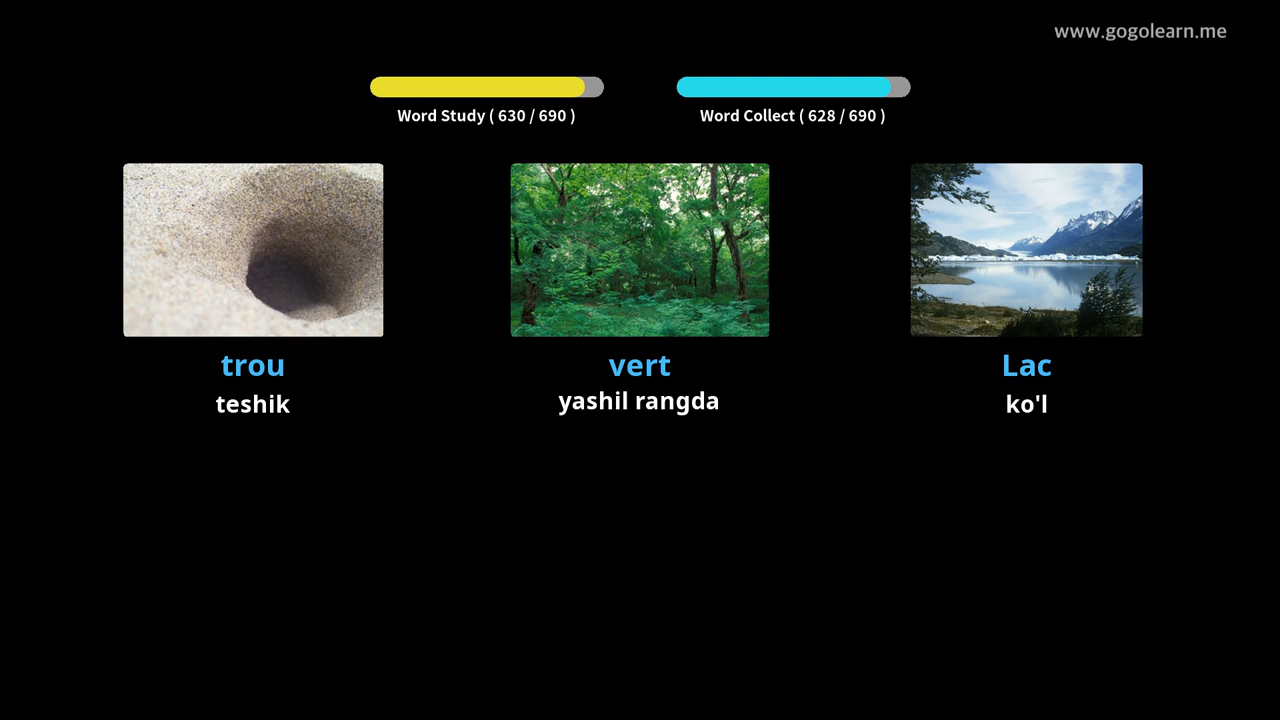 www.gogolearn.me
Word Study ( 630 / 690 )
Word Collect ( 628 / 690 )
trou
vert
Lac
teshik
yashil rangda
ko'l